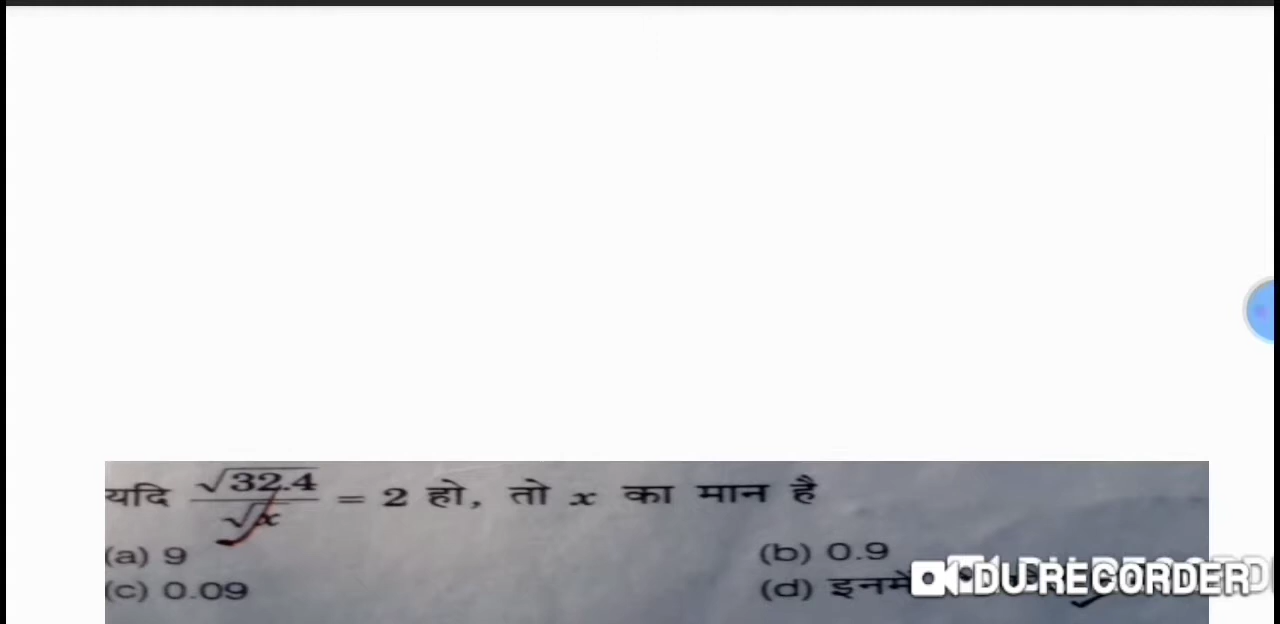 यदि √32.4 / √x = 2 हो, तो x का मान है
(a) 9
(b) 0.9
(c) 0.09
(d) इनमें
DU RECORDER